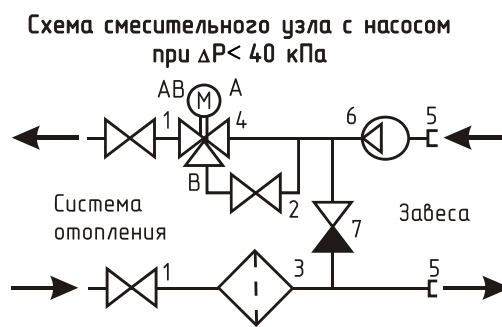 Схема смесительного узла с насосом
при ΔP< 40 кПа
АВ
М
А
1
4
6
5
В
2
Система
отопления
7
Завеса
1
3
5